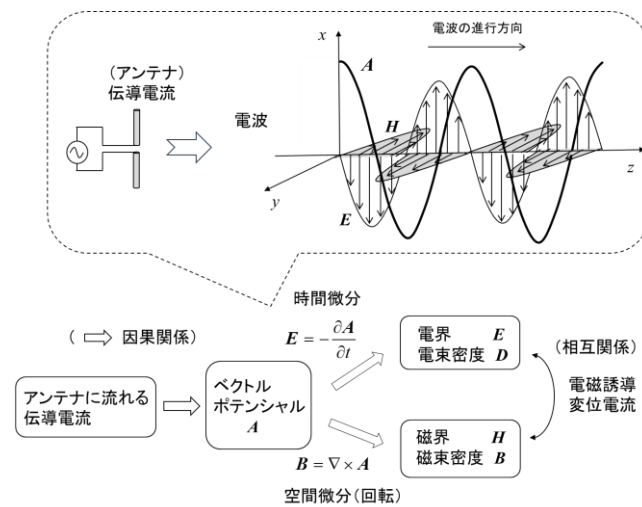 (アンテナ)
伝導電流
電波
x
電波の進行方向
A
H
E
y
z
時間微分
( ⇨ 因果関係)
E = -∂A/∂t
電界 E
電束密度 D
(相互関係)
電磁誘導
変位電流
アンテナに流れる
伝導電流
ベクトル
ポテンシャル
A
磁界 H
磁束密度 B
B = ∇ × A
空間微分(回転)